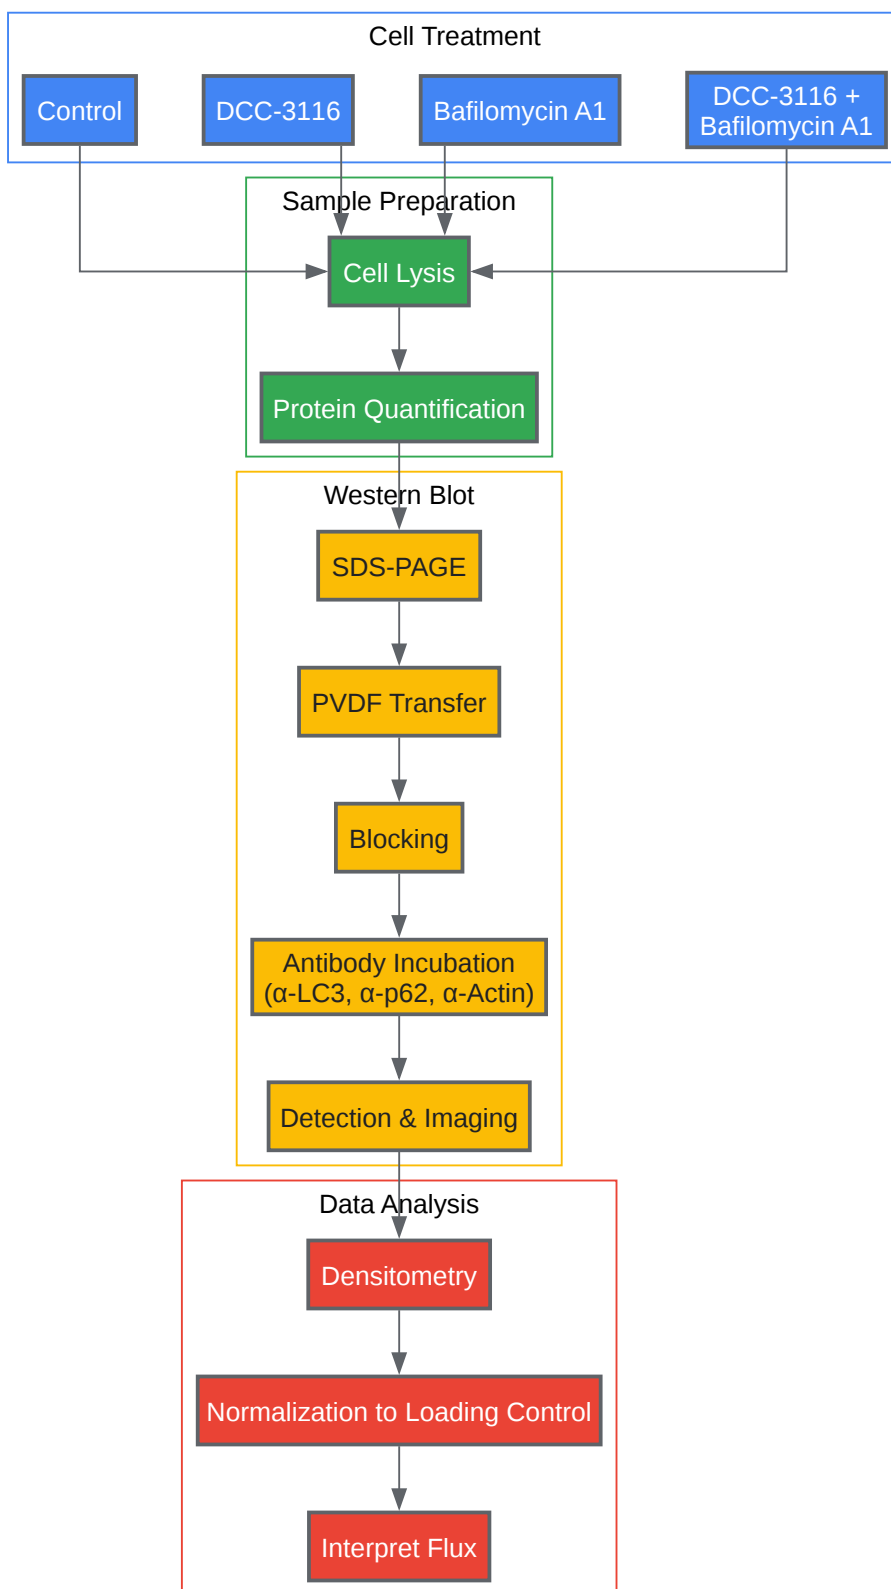 Cell Treatment
Control
DCC-3116
Bafilomycin A1
DCC-3116 +
Bafilomycin A1
Sample Preparation
Cell Lysis
Protein Quantification
Western Blot
SDS-PAGE
PVDF Transfer
Blocking
Antibody Incubation
(α-LC3, α-p62, α-Actin)
Detection & Imaging
Data Analysis
Densitometry
Normalization to Loading Control
Interpret Flux